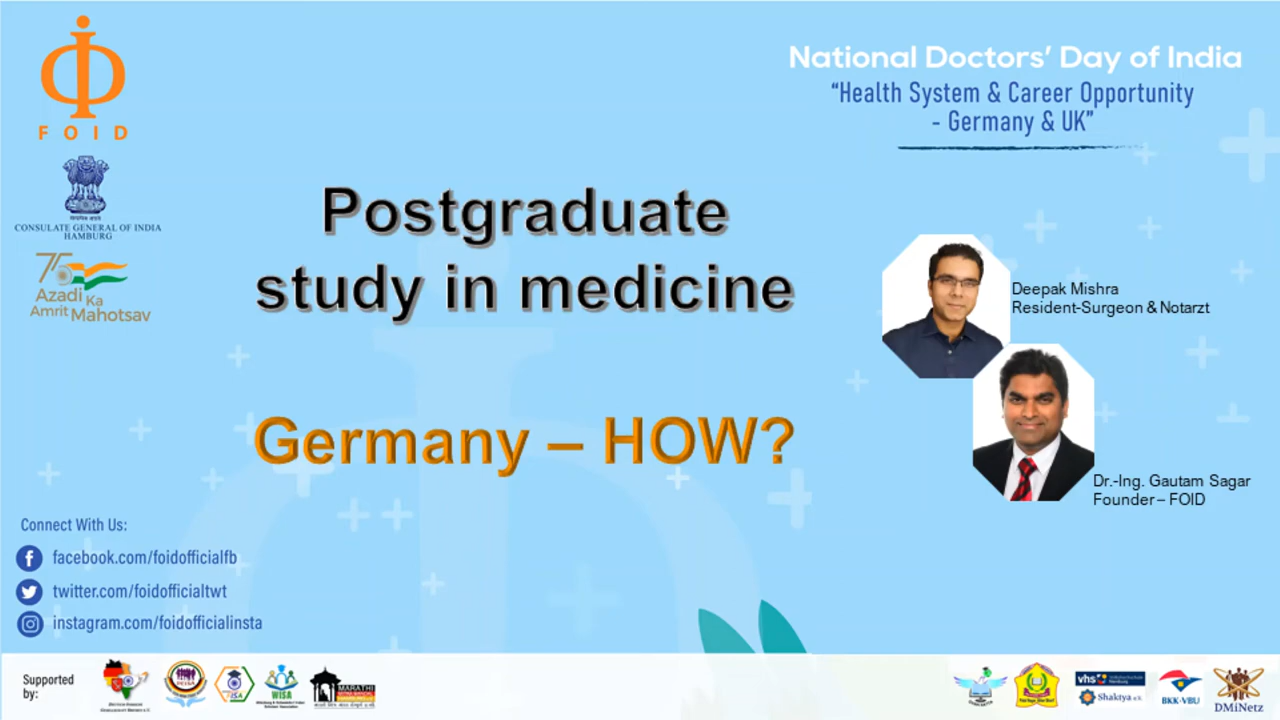 FOID
CONSULATE GENERAL OF INDIA
HAMBURG
75
Azadi Ka
Amrit Mahotsav
National Doctors’ Day of India
“Health System & Career Opportunity
- Germany & UK”
Postgraduate
study in medicine
Germany – HOW?
Deepak Mishra
Resident-Surgeon & Notarzt
Dr.-Ing. Gautam Sagar
Founder – FOID
Connect With Us:
facebook.com/foidofficialfb
twitter.com/foidofficialtwt
instagram.com/foidofficialinsta
Supported
by:
WISA
MARATHI
vhs
Shaktya e.V.
BKK·VBU
DMiNetz